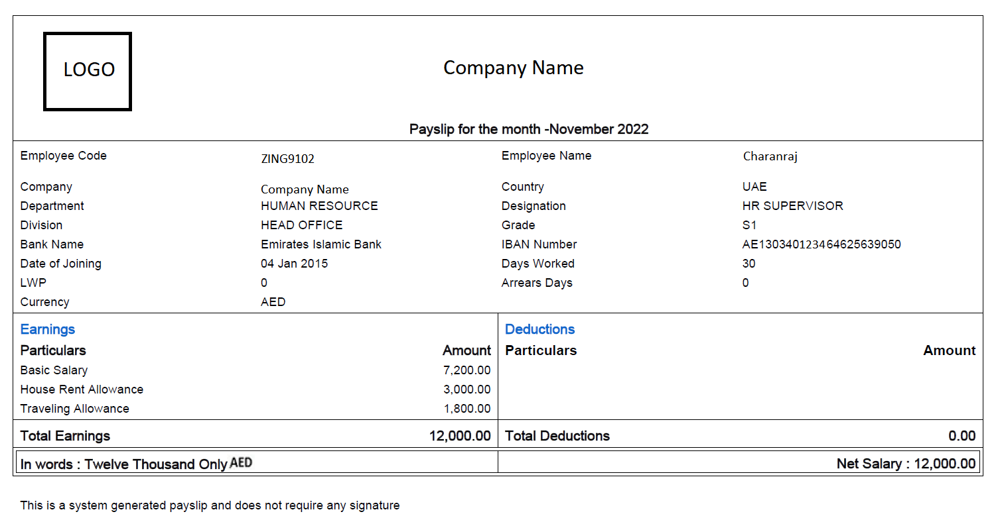 LOGO
Company Name
Payslip for the month -November 2022
Employee Code ZING9102 Employee Name Charanraj
Company Company Name Country UAE
Department HUMAN RESOURCE Designation HR SUPERVISOR
Division HEAD OFFICE Grade S1
Bank Name Emirates Islamic Bank IBAN Number AE130340123464625639050
Date of Joining 04 Jan 2015 Days Worked 30
LWP 0 Arrears Days 0
Currency AED
Earnings Deductions
Particulars Amount Particulars Amount
Basic Salary 7,200.00
House Rent Allowance 3,000.00
Traveling Allowance 1,800.00
Total Earnings 12,000.00 Total Deductions 0.00
In words : Twelve Thousand Only AED Net Salary : 12,000.00
This is a system generated payslip and does not require any signature